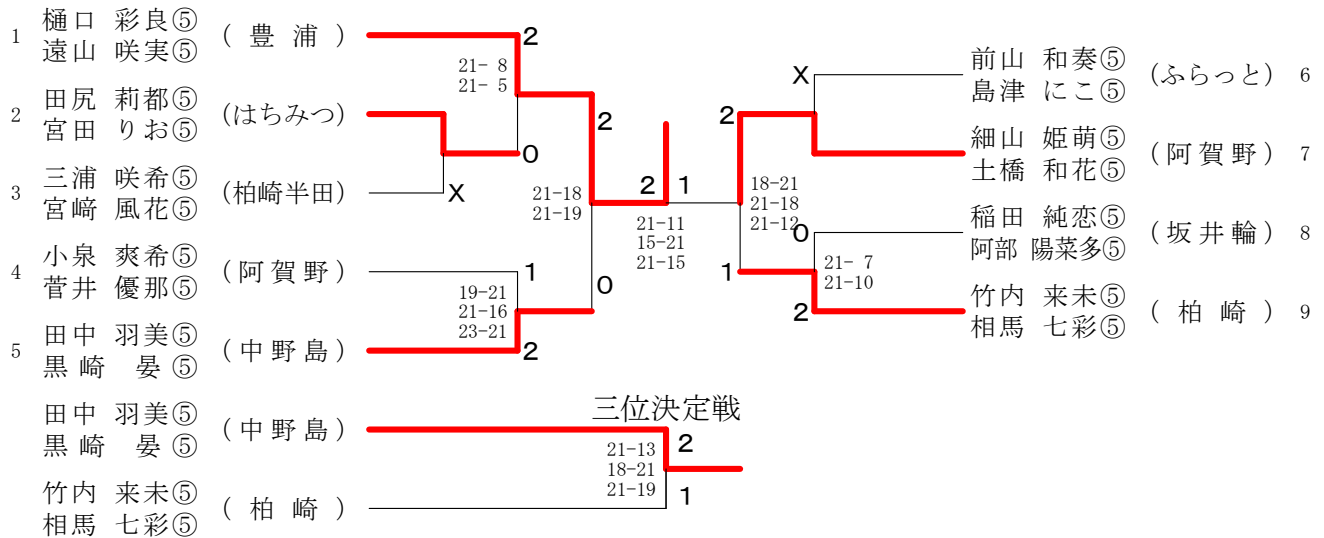 1 樋口 彩良⑤ 遠山 咲実⑤ (豊浦)
2
21- 8
21- 5
2 田尻 莉都⑤ 宮田 りお⑤ (はちみつ)
0
3 三浦 咲希⑤ 宮﨑 風花⑤ (柏崎半田)
X
2
21-18
21-19
0
4 小泉 爽希⑤ 菅井 優那⑤ (阿賀野)
1
19-21
21-16
23-21
5 田中 羽美⑤ 黒崎 晏⑤ (中野島)
2
2 1
21-11
15-21
21-15
前山 和奏⑤ 島津 にこ⑤ (ふらっと) 6
X
2
細山 姫萌⑤ 土橋 和花⑤ (阿賀野) 7
18-21
21-18
21-12
稲田 純恋⑤ 阿部 陽菜多⑤ (坂井輪) 8
0
1
21- 7
21-10
2
竹内 来未⑤ 相馬 七彩⑤ (柏崎) 9
三位決定戦
田中 羽美⑤ 黒崎 晏⑤ (中野島)
2
21-13
18-21
21-19
1
竹内 来未⑤ 相馬 七彩⑤ (柏崎)